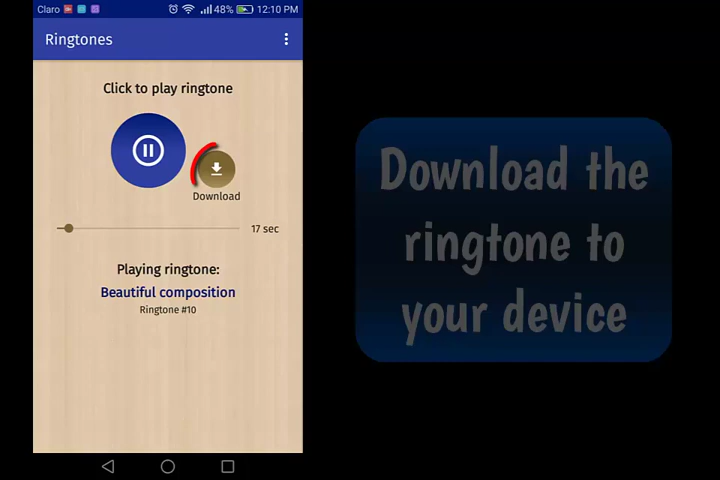 Claro 48% 12:10 PM
Ringtones
Click to play ringtone
Download
17 sec
Playing ringtone:
Beautiful composition
Ringtone #10
Download the
ringtone to
your device